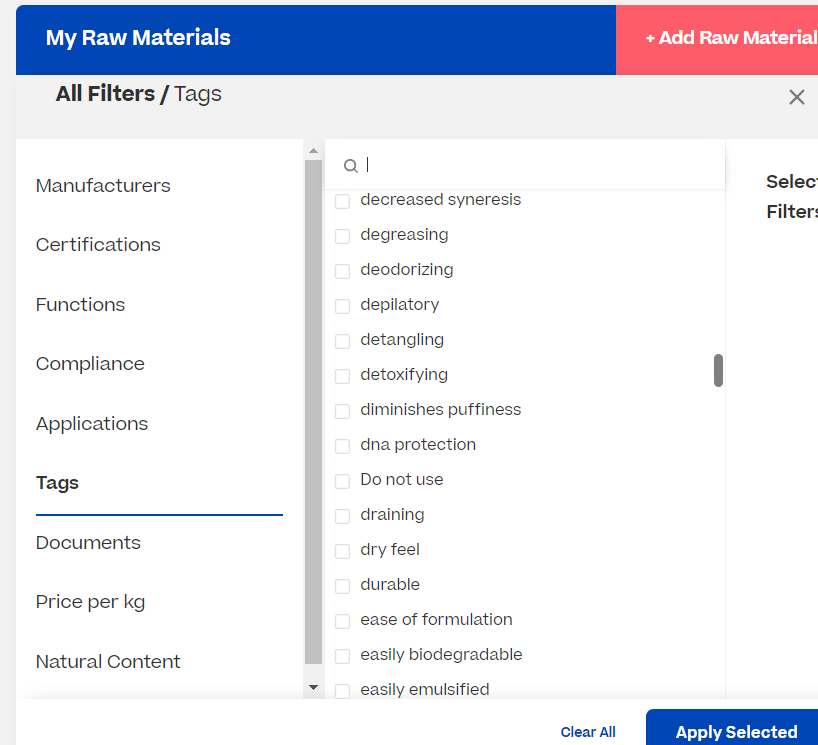 My Raw Materials
+ Add Raw Material
All Filters / Tags
Manufacturers
Certifications
Functions
Compliance
Applications
Tags
Documents
Price per kg
Natural Content
decreased syneresis
degreasing
deodorizing
depilatory
detangling
detoxifying
diminishes puffiness
dna protection
Do not use
draining
dry feel
durable
ease of formulation
easily biodegradable
easily emulsified
Selec
Filters
Clear All
Apply Selected